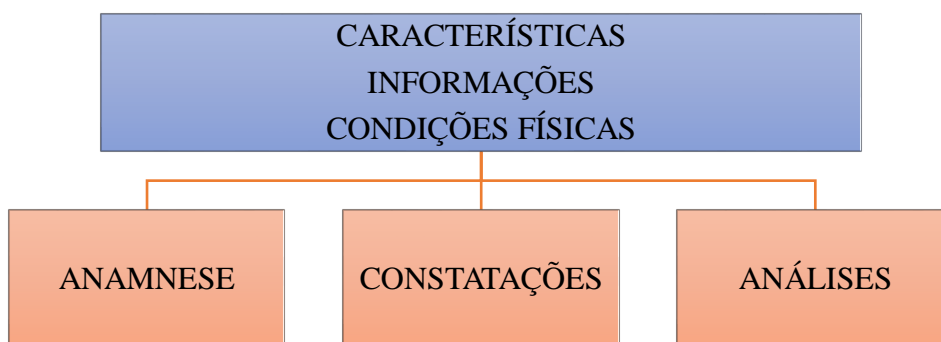 CARACTERÍSTICAS
INFORMAÇÕES
CONDIÇÕES FÍSICAS
ANAMNESE
CONSTATAÇÕES
ANÁLISES